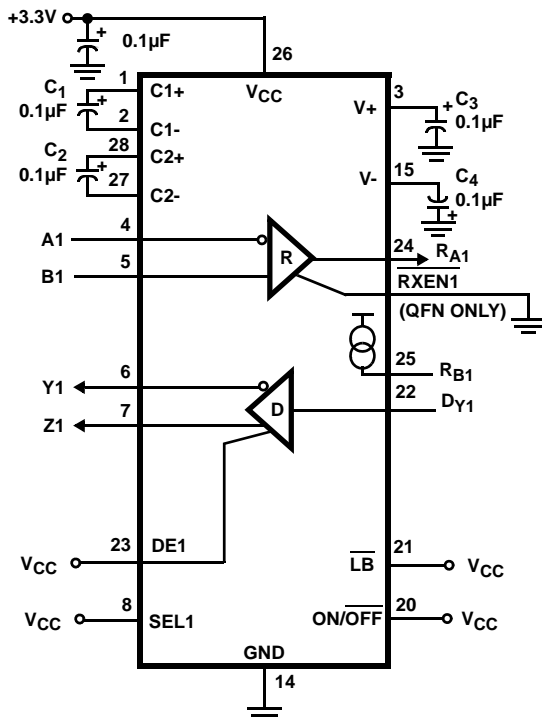 +3.3V
0.1µF
26
1
C1
0.1µF
2
C1+
C1-
VCC
V+
3
C3
0.1µF
28
C2
0.1µF
27
C2+
C2-
V-
15
C4
0.1µF
A1
4
R
24
RA1
B1
5
RXEN1
(QFN ONLY)
25
RB1
Y1
6
D
22
DY1
Z1
7
VCC
23
DE1
LB
21
VCC
VCC
8
SEL1
ON/OFF
20
VCC
GND
14